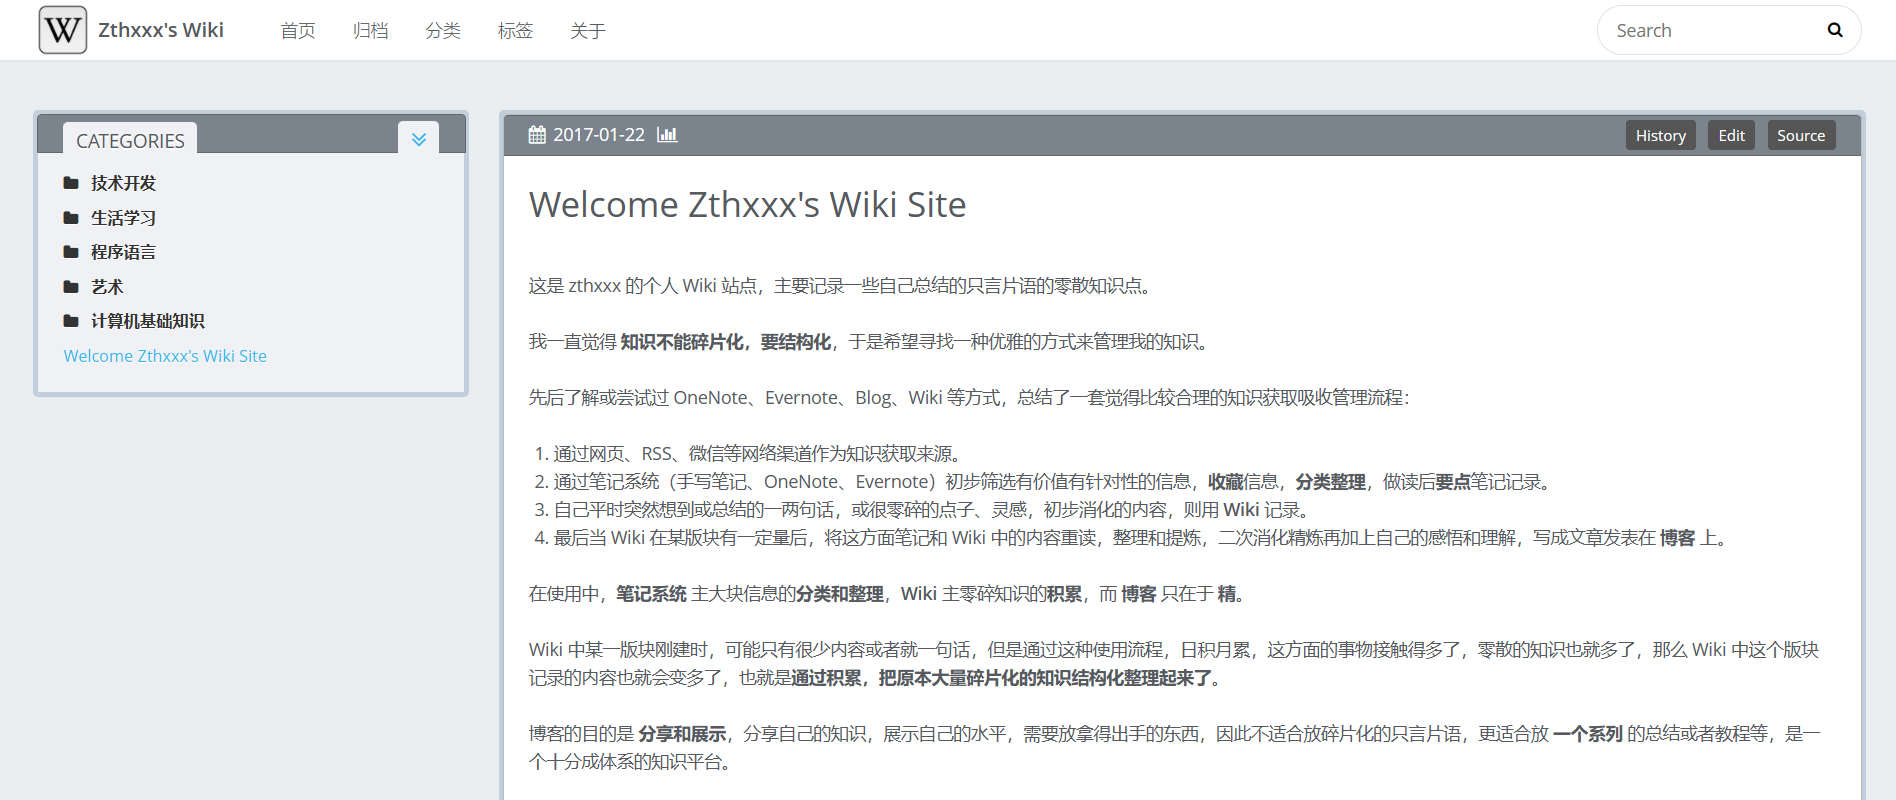 W Zthxxx's Wiki 首页 归档 分类 标签 关于 Search
CATEGORIES
技术开发
生活学习
程序语言
艺术
计算机基础知识
Welcome Zthxxx's Wiki Site
2017-01-22 History Edit Source
Welcome Zthxxx's Wiki Site
这是 zthxxx 的个人 Wiki 站点，主要记录一些自己总结的只言片语的零散知识点。
我一直觉得 知识不能碎片化，要结构化，于是希望寻找一种优雅的方式来管理我的知识。
先后了解或尝试过 OneNote、Evernote、Blog、Wiki 等方式，总结了一套觉得比较合理的知识获取吸收管理流程：
1. 通过网页、RSS、微信等网络渠道作为知识获取来源。
2. 通过笔记系统（手写笔记、OneNote、Evernote）初步筛选有价值有针对性的信息，收藏信息，分类整理，做读后要点笔记记录。
3. 自己平时突然想到或总结的一两句话，或很零碎的点子、灵感，初步消化的内容，则用 Wiki 记录。
4. 最后当 Wiki 在某版块有一定量后，将这方面笔记和 Wiki 中的内容重读，整理和提炼，二次消化精炼再加上自己的感悟和理解，写成文章发表在 博客 上。
在使用中，笔记系统 主大块信息的分类和整理，Wiki 主零碎知识的积累，而 博客 只在于 精。
Wiki 中某一版块刚建时，可能只有很少内容或者就一句话，但是通过这种使用流程，日积月累，这方面的事物接触得多了，零散的知识也就多了，那么 Wiki 中这个版块
记录的内容也就会变多了，也就是通过积累，把原本大量碎片化的知识结构化整理起来了。
博客的目的是 分享和展示，分享自己的知识，展示自己的水平，需要放拿得出手的东西，因此不适合放碎片化的只言片语，更适合放 一个系列 的总结或者教程等，是一
个十分成体系的知识平台。